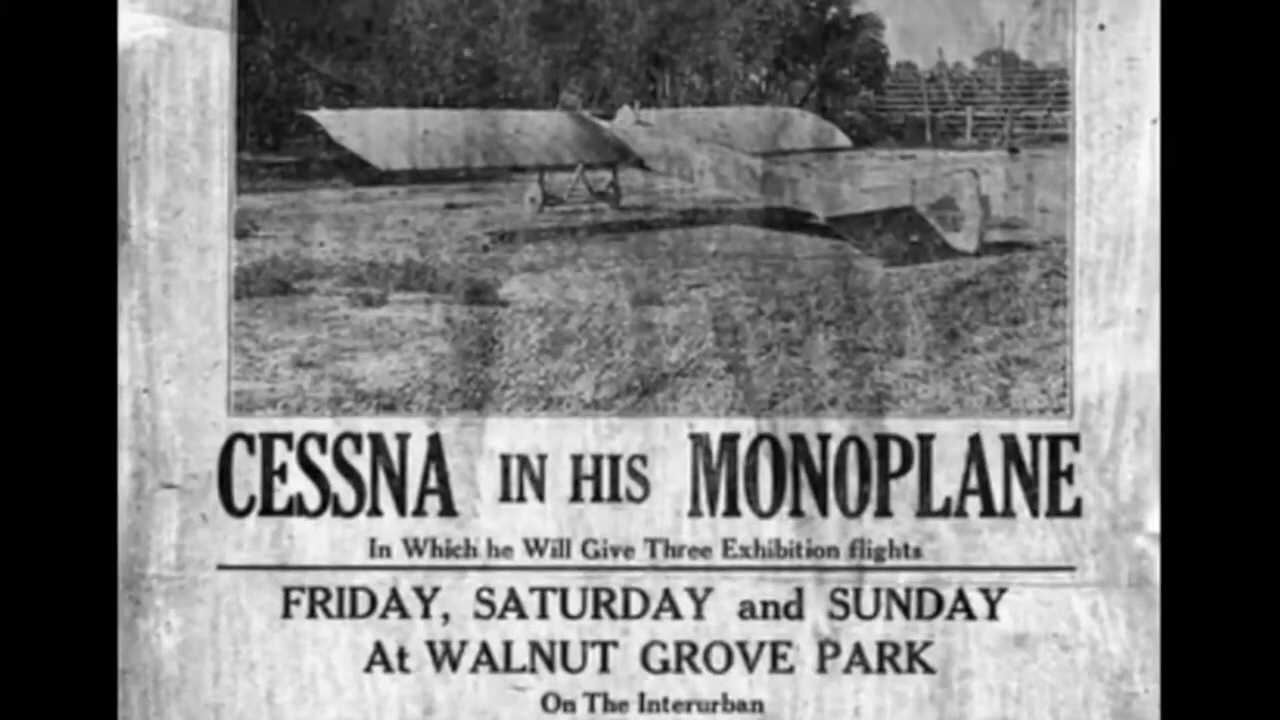 CESSNA IN HIS MONOPLANE
In Which he Will Give Three Exhibition flights
FRIDAY, SATURDAY and SUNDAY
At WALNUT GROVE PARK
On The Interurban